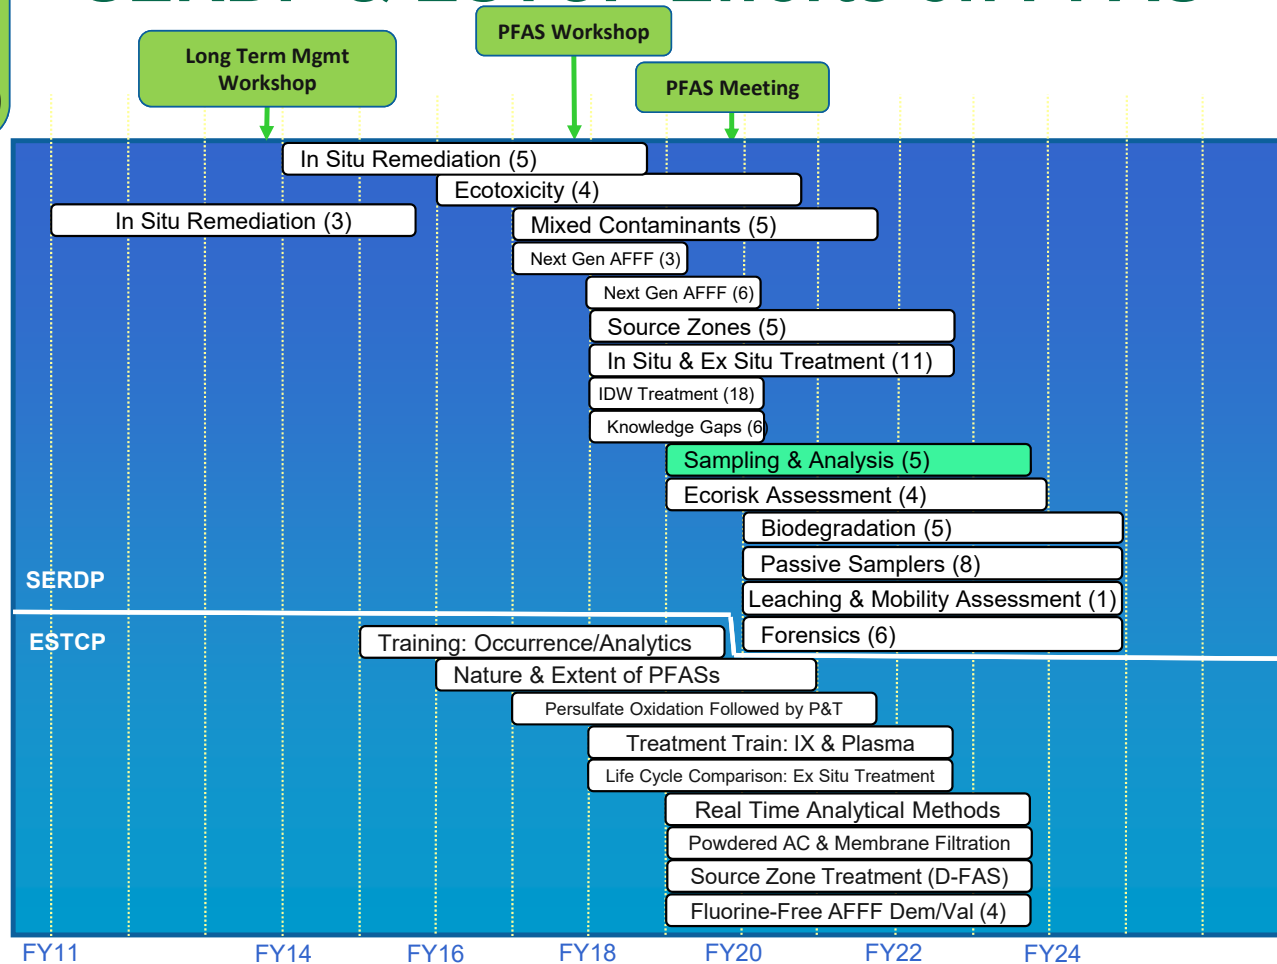 SERDP & ESTCP Efforts on PFAS
PFAS Workshop
Long Term Mgmt
Workshop
PFAS Meeting
In Situ Remediation (5)
Ecotoxicity (4)
In Situ Remediation (3)
Mixed Contaminants (5)
Next Gen AFFF (3)
Next Gen AFFF (6)
Source Zones (5)
In Situ & Ex Situ Treatment (11)
IDW Treatment (18)
Knowledge Gaps (6)
Sampling & Analysis (5)
Ecorisk Assessment (4)
Biodegradation (5)
Passive Samplers (8)
SERDP
Leaching & Mobility Assessment (1)
Forensics (6)
ESTCP
Training: Occurrence/Analytics
Nature & Extent of PFASs
Persulfate Oxidation Followed by P&T
Treatment Train: IX & Plasma
Life Cycle Comparison: Ex Situ Treatment
Real Time Analytical Methods
Powdered AC & Membrane Filtration
Source Zone Treatment (D-FAS)
Fluorine-Free AFFF Dem/Val (4)
FY11 FY14 FY16 FY18 FY20 FY22 FY24